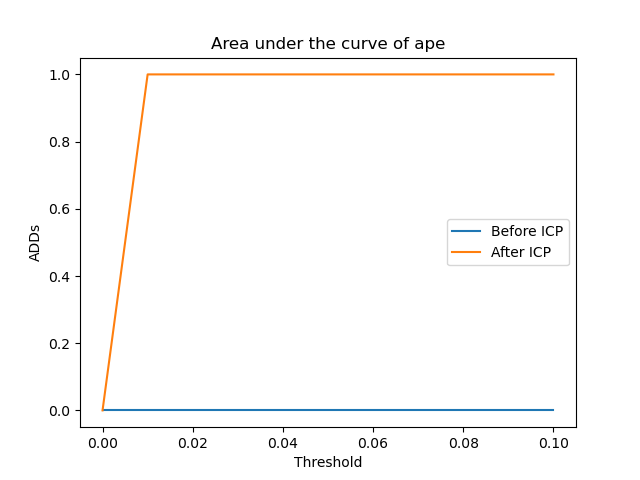 Area under the curve of ape
1.0
0.8
0.6
0.4
0.2
0.0
ADDs
Before ICP
After ICP
0.00 0.02 0.04 0.06 0.08 0.10
Threshold